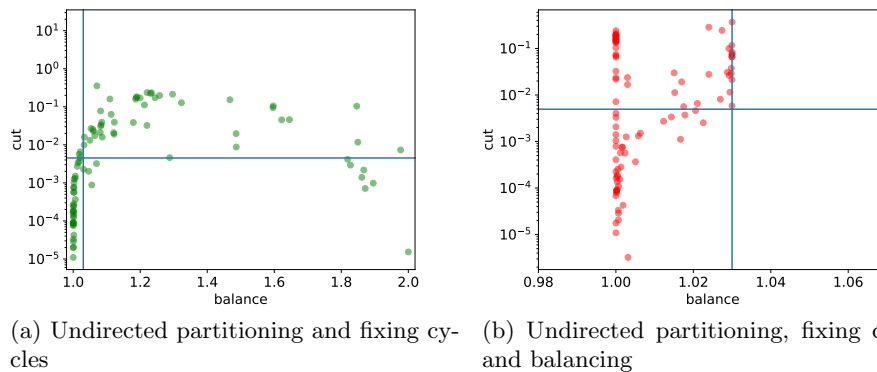 10^1
10^0
10^-1
10^-2
10^-3
10^-4
10^-5
cut
1.0 1.2 1.4 1.6 1.8 2.0
balance
10^-1
10^-2
10^-3
10^-4
10^-5
cut
0.98 1.00 1.02 1.04 1.06
balance
(a) Undirected partitioning and fixing cy-
cles
(b) Undirected partitioning, fixing
and balancing